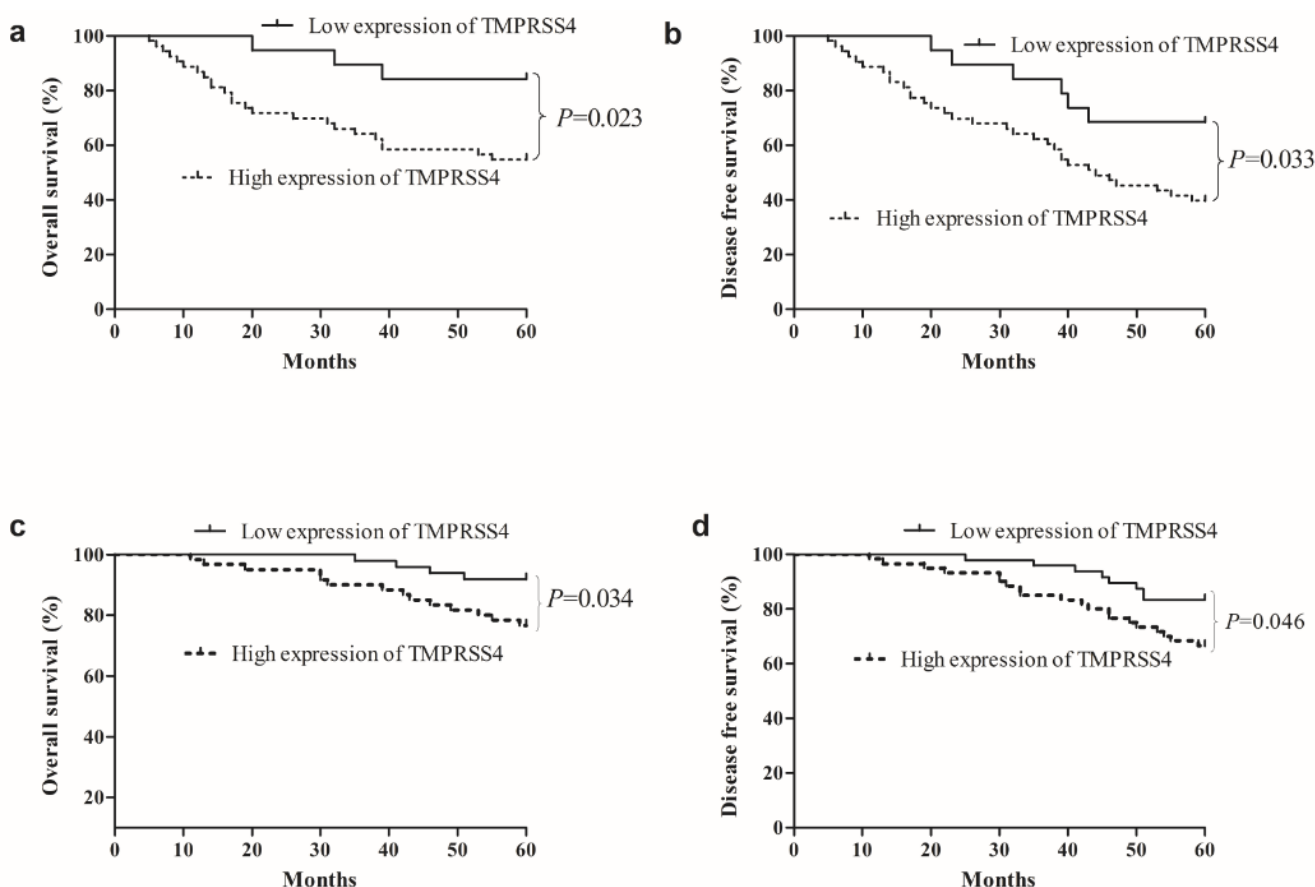 a
Low expression of TMPRSS4
100
80
60
40
20
0
Overall survival (%)
P=0.023
High expression of TMPRSS4
0 10 20 30 40 50 60
Months
b
Low expression of TMPRSS4
100
80
60
40
20
0
Disease free survival (%)
P=0.033
High expression of TMPRSS4
0 10 20 30 40 50 60
Months
c
Low expression of TMPRSS4
100
80
60
40
20
Overall survival (%)
P=0.034
High expression of TMPRSS4
0 10 20 30 40 50 60
Months
d
Low expression of TMPRSS4
100
80
60
40
20
0
Disease free survival (%)
P=0.046
High expression of TMPRSS4
0 10 20 30 40 50 60
Months